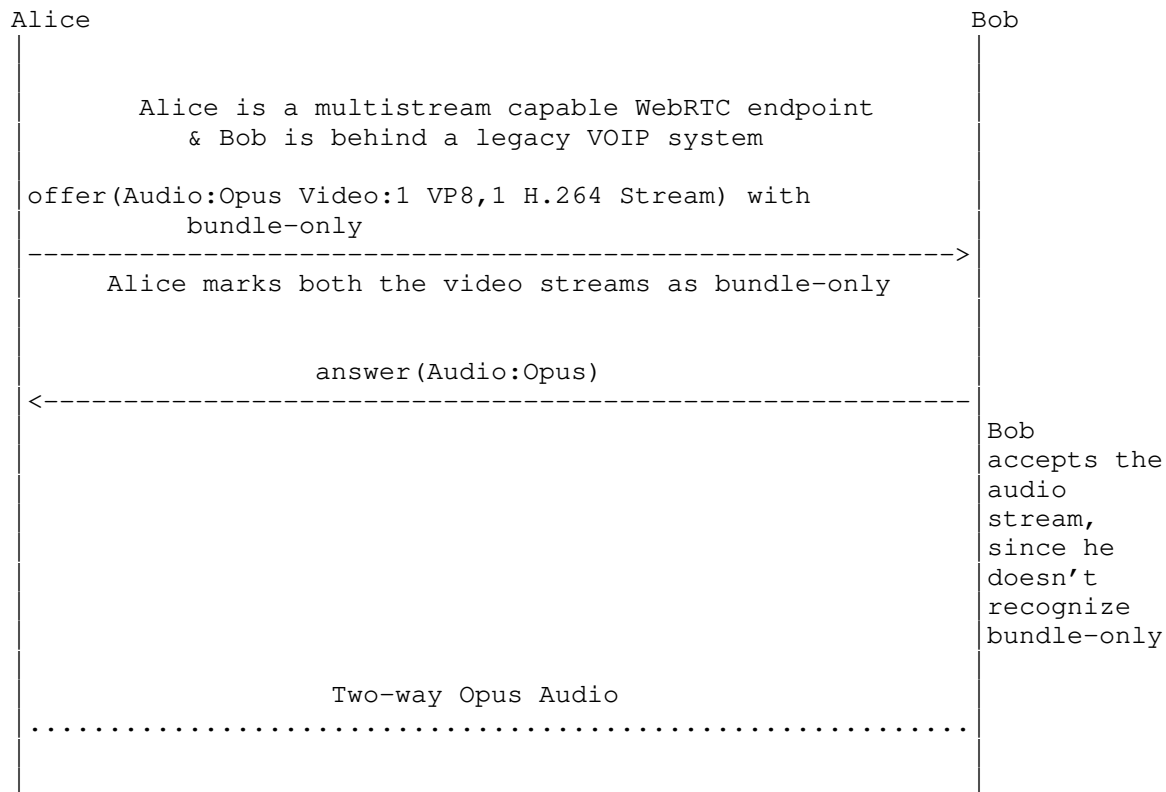 Alice Bob
Alice is a multistream capable WebRTC endpoint
& Bob is behind a legacy VOIP system
offer(Audio:Opus Video:1 VP8,1 H.264 Stream) with
bundle-only
---------------------------------------------------------->
Alice marks both the video streams as bundle-only
answer(Audio:Opus)
<----------------------------------------------------------
Bob
accepts the
audio
stream,
since he
doesn't
recognize
bundle-only
Two-way Opus Audio
...........................................................